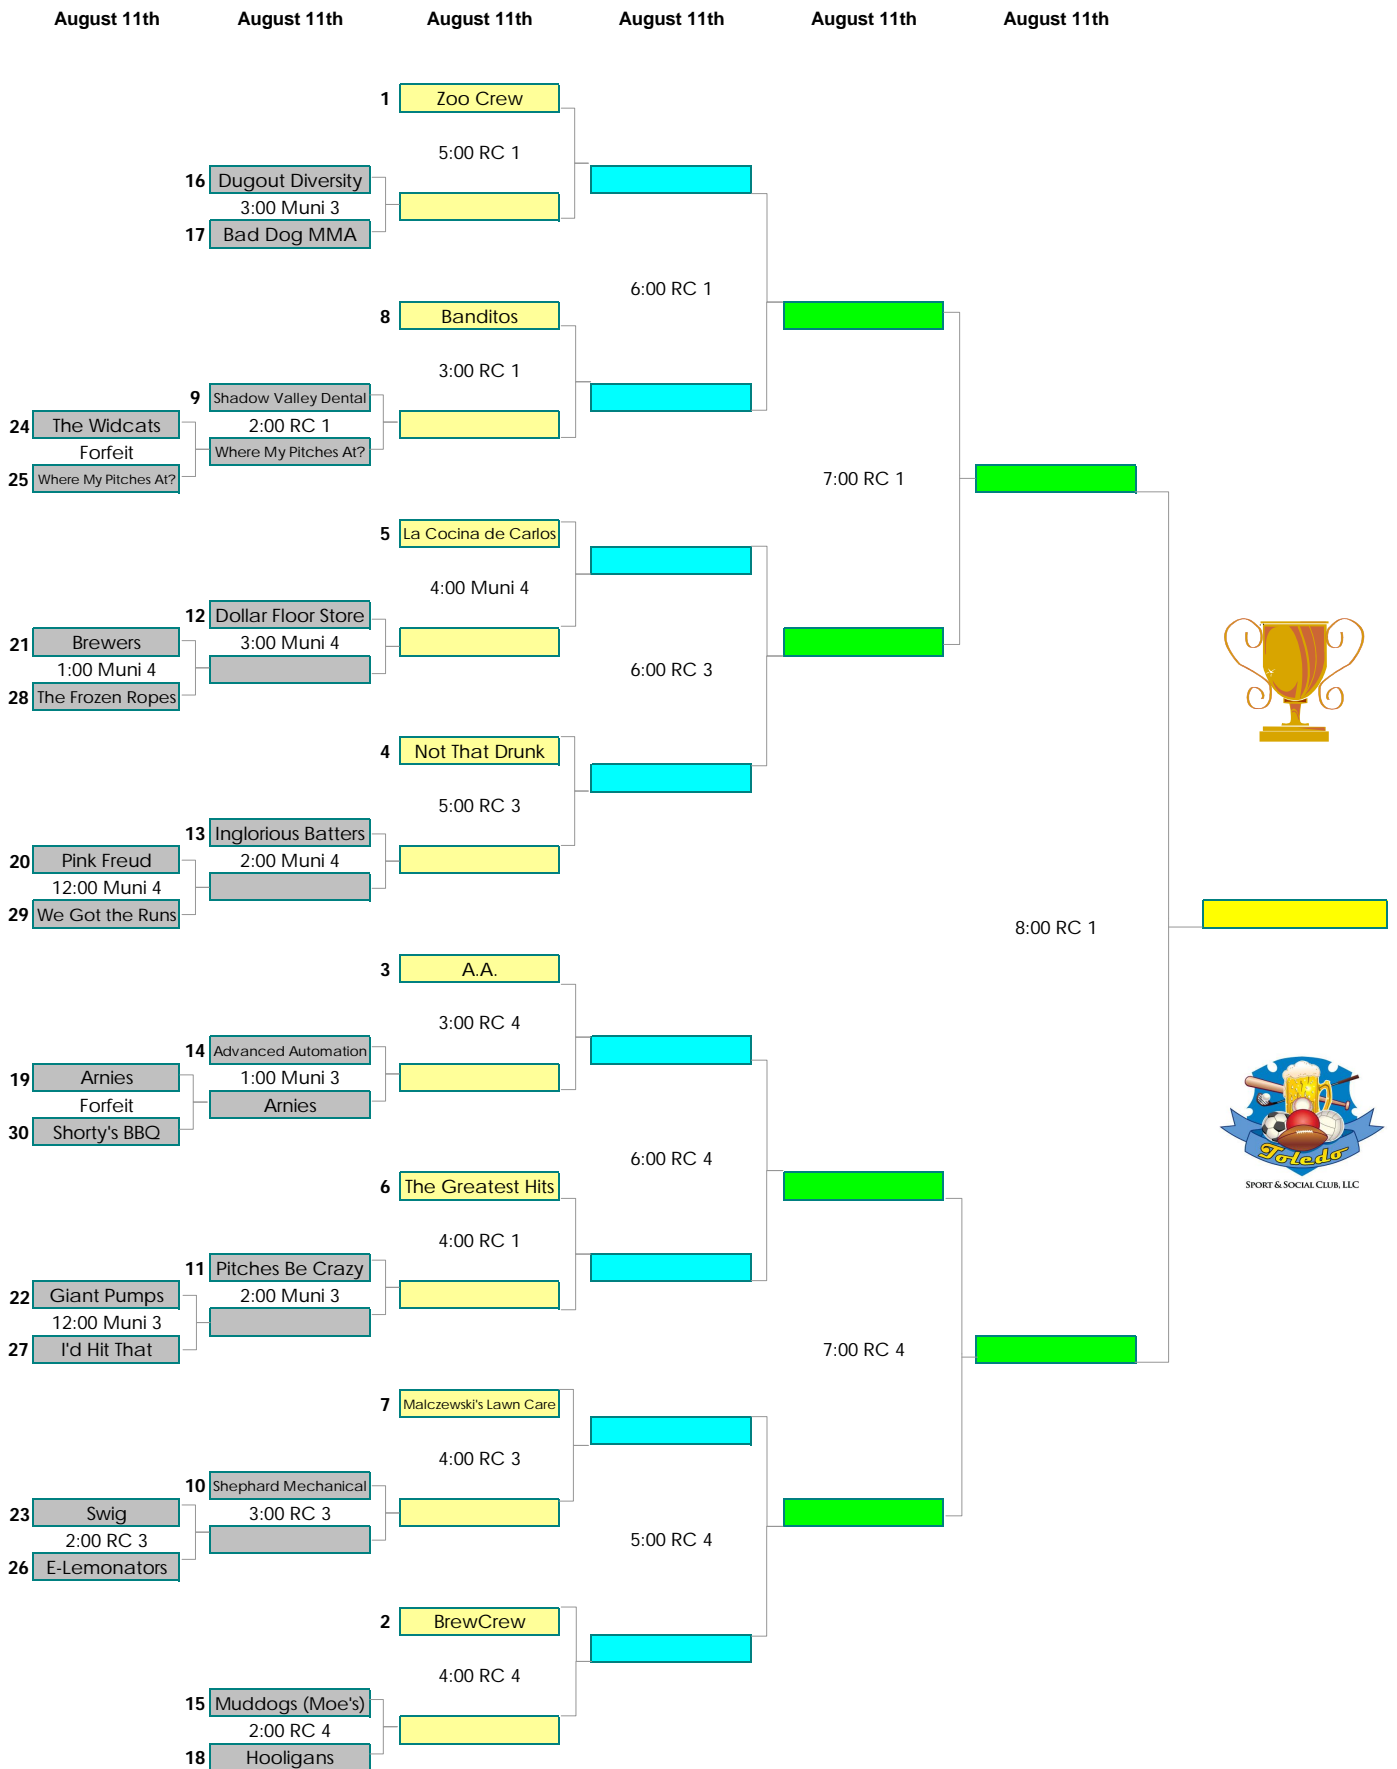 August 11th August 11th August 11th August 11th August 11th August 11th
1 Zoo Crew
5:00 RC 1
16 Dugout Diversity
3:00 Muni 3
17 Bad Dog MMA
6:00 RC 1
8 Banditos
3:00 RC 1
9 Shadow Valley Dental
24 The Widcats 2:00 RC 1
Forfeit Where My Pitches At?
25 Where My Pitches At? 7:00 RC 1
5 La Cocina de Carlos
4:00 Muni 4
12 Dollar Floor Store
21 Brewers 3:00 Muni 4
1:00 Muni 4 6:00 RC 3
28 The Frozen Ropes
4 Not That Drunk
5:00 RC 3
13 Inglorious Batters
20 Pink Freud 2:00 Muni 4
12:00 Muni 4
29 We Got the Runs
8:00 RC 1
3 A.A.
3:00 RC 4
14 Advanced Automation
19 Arnies 1:00 Muni 3
Forfeit Arnies
30 Shorty's BBQ
6:00 RC 4
Toledo
SPORT & SOCIAL CLUB, LLC
6 The Greatest Hits
4:00 RC 1
11 Pitches Be Crazy
22 Giant Pumps 2:00 Muni 3
12:00 Muni 3
27 I'd Hit That 7:00 RC 4
7 Malczewski's Lawn Care
4:00 RC 3
10 Shephard Mechanical
23 Swig 3:00 RC 3
2:00 RC 3 5:00 RC 4
26 E-Lemonators
2 BrewCrew
4:00 RC 4
15 Muddogs (Moe's)
2:00 RC 4
18 Hooligans